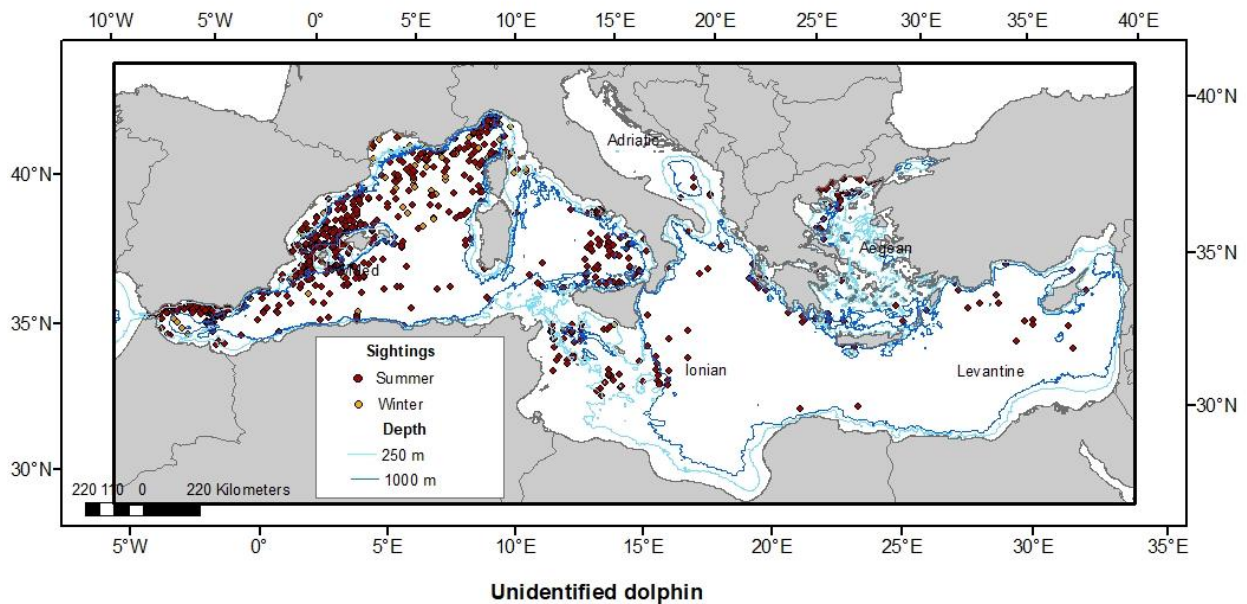 10°W 5°W 0° 5°E 10°E 15°E 20°E 25°E 30°E 35°E 40°E
40°N
Adriatic
40°N
Aegean
35°N
35°N
Ionian
Levantine
Sightings
Summer
Winter
Depth
250 m
1000 m
30°N
30°N
220 110 0 220 Kilometers
5°W 0° 5°E 10°E 15°E 20°E 25°E 30°E 35°E
Unidentified dolphin